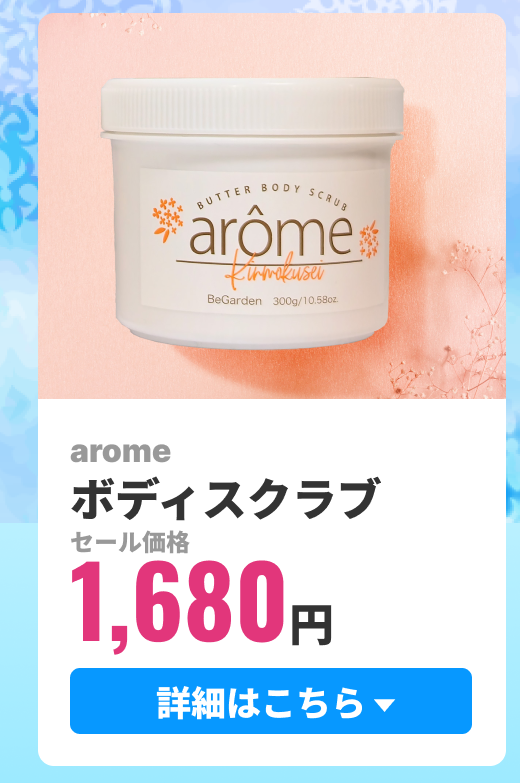 BUTTER BODY SCRUB
arôme
Kinmokusei
BeGarden 300g/10.58oz.
arome
ボディスクラブ
セール価格
1,680円
詳細はこちら